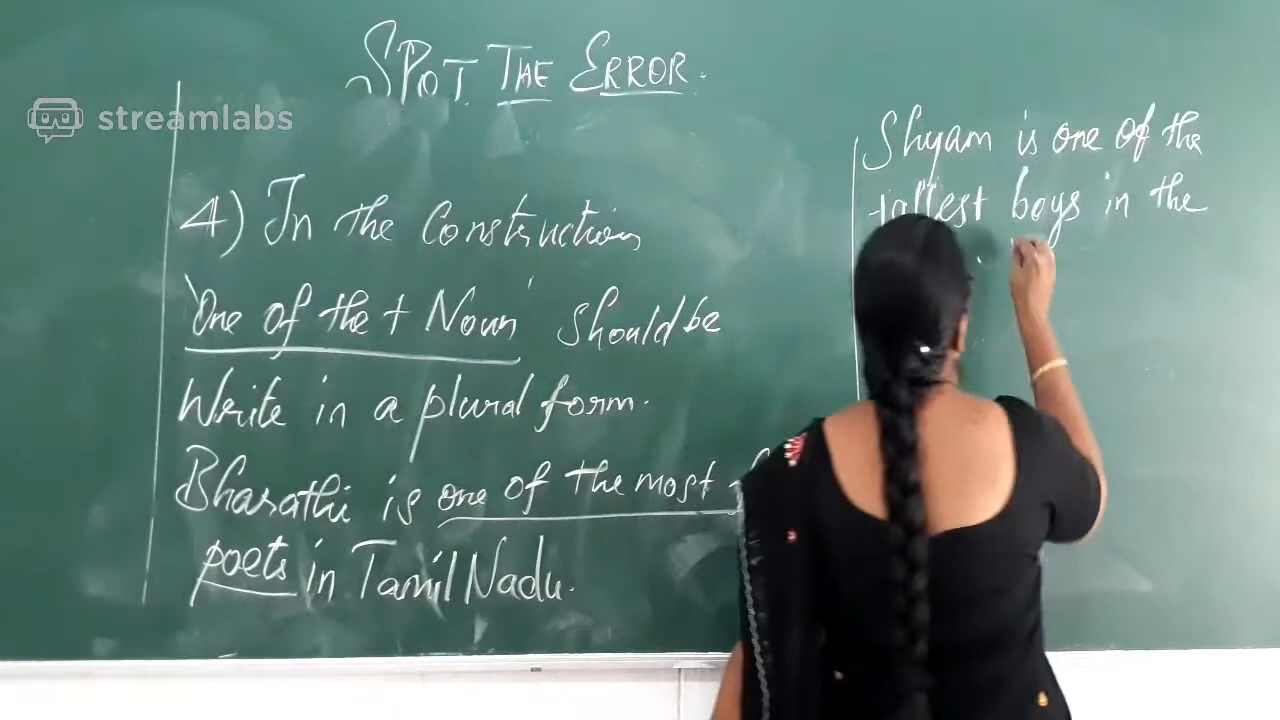 SPOT THE ERROR.
streamlabs
4) In the Construction
'One of the + Noun' should be
Write in a plural form.
Bharathi is one of the most
poets in Tamil Nadu.
Shyam is one of the
tallest boys in the